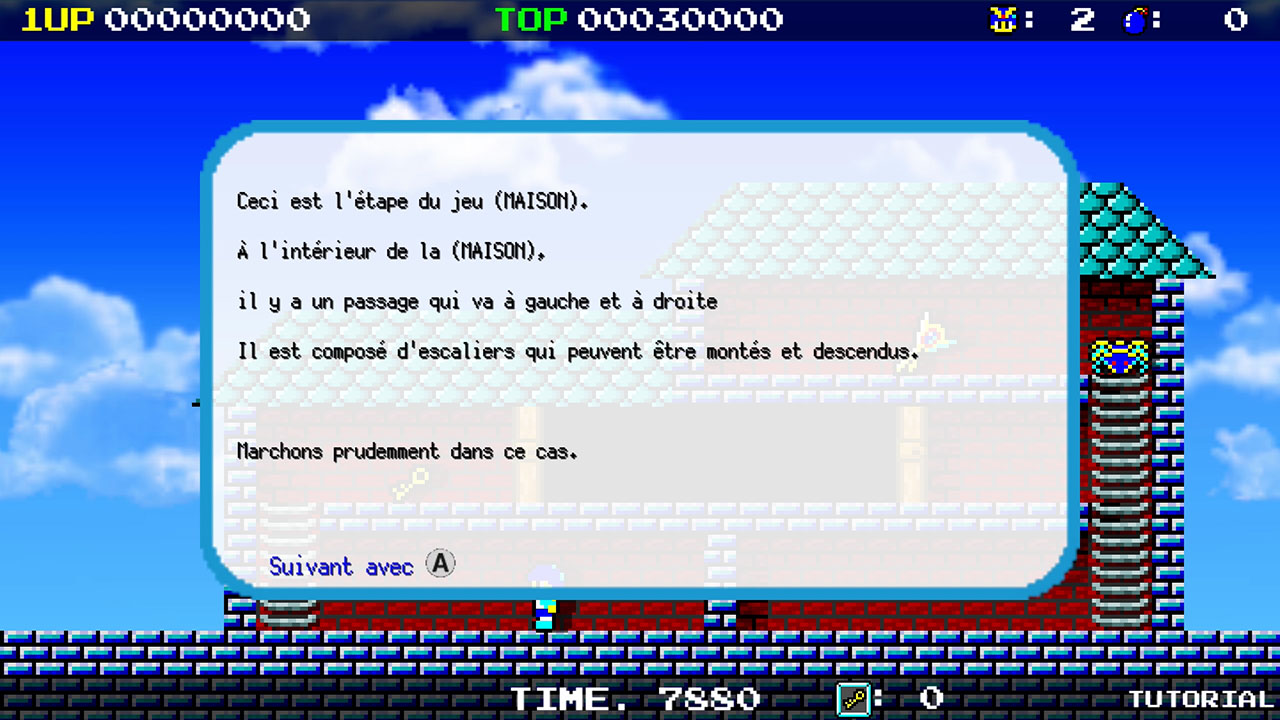 1UP 00000000 TOP 00030000 : 2 : 0
Ceci est l'étape du jeu (MAISON).
À l'intérieur de la (MAISON),
il y a un passage qui va à gauche et à droite
Il est composé d'escaliers qui peuvent être montés et descendus.
Marchons prudemment dans ce cas.
Suivant avec A
TIME. 7880 : 0 TUTORIAL